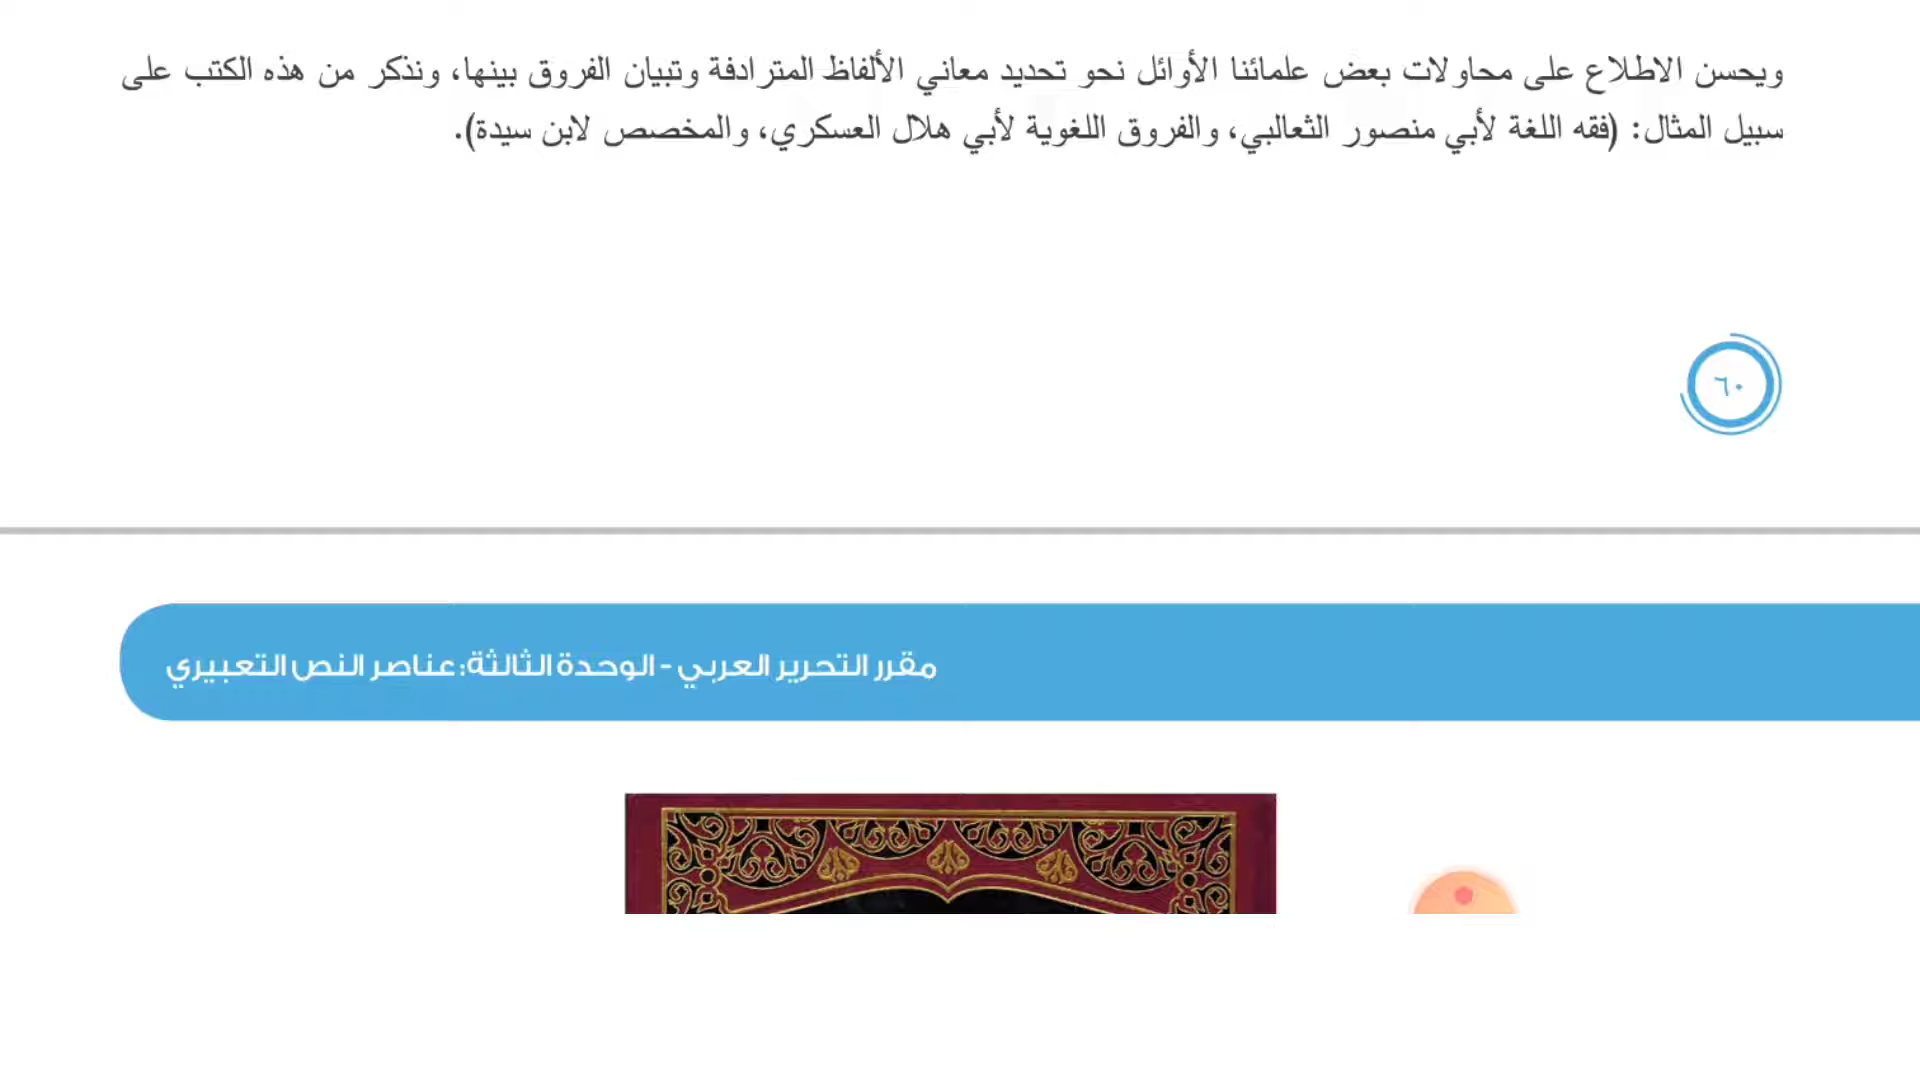 ويحسن الاطلاع على محاولات بعض علمائنا الأوائل نحو تحديد معاني الألفاظ المترادفة وتبيان الفروق بينها، ونذكر من هذه الكتب على
سبيل المثال: (فقه اللغة لأبي منصور الثعالبي، والفروق اللغوية لأبي هلال العسكري، والمخصص لابن سيدة).
٦٠
مقرر التحرير العربي - الوحدة الثالثة: عناصر النص التعبيري